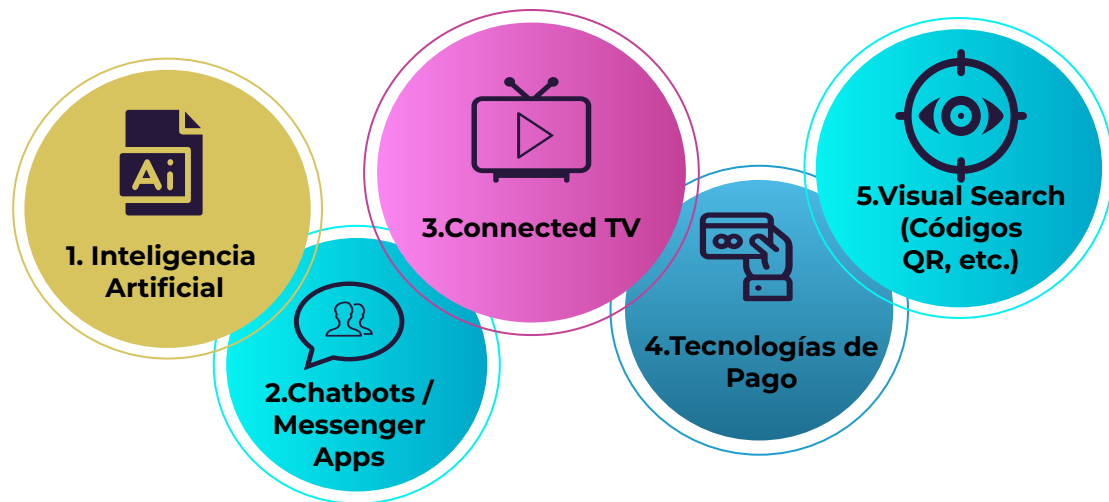 Ai
1. Inteligencia
Artificial
2.Chatbots /
Messenger
Apps
3.Connected TV
4.Tecnologías de
Pago
5.Visual Search
(Códigos
QR, etc.)